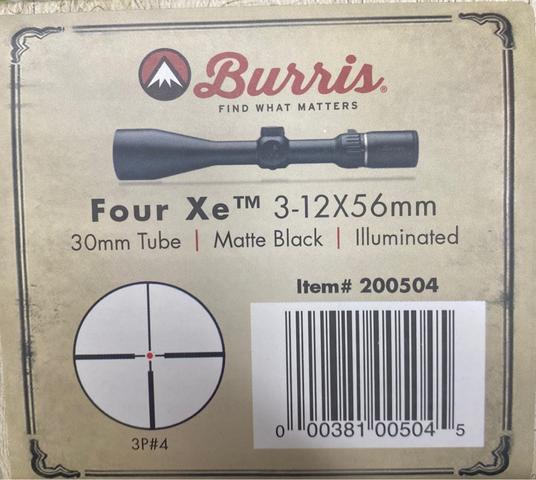 Burris®
FIND WHAT MATTERS
Four Xe™ 3-12X56mm
30mm Tube | Matte Black | Illuminated
Item# 200504
3P#4
0 00381 00504 5